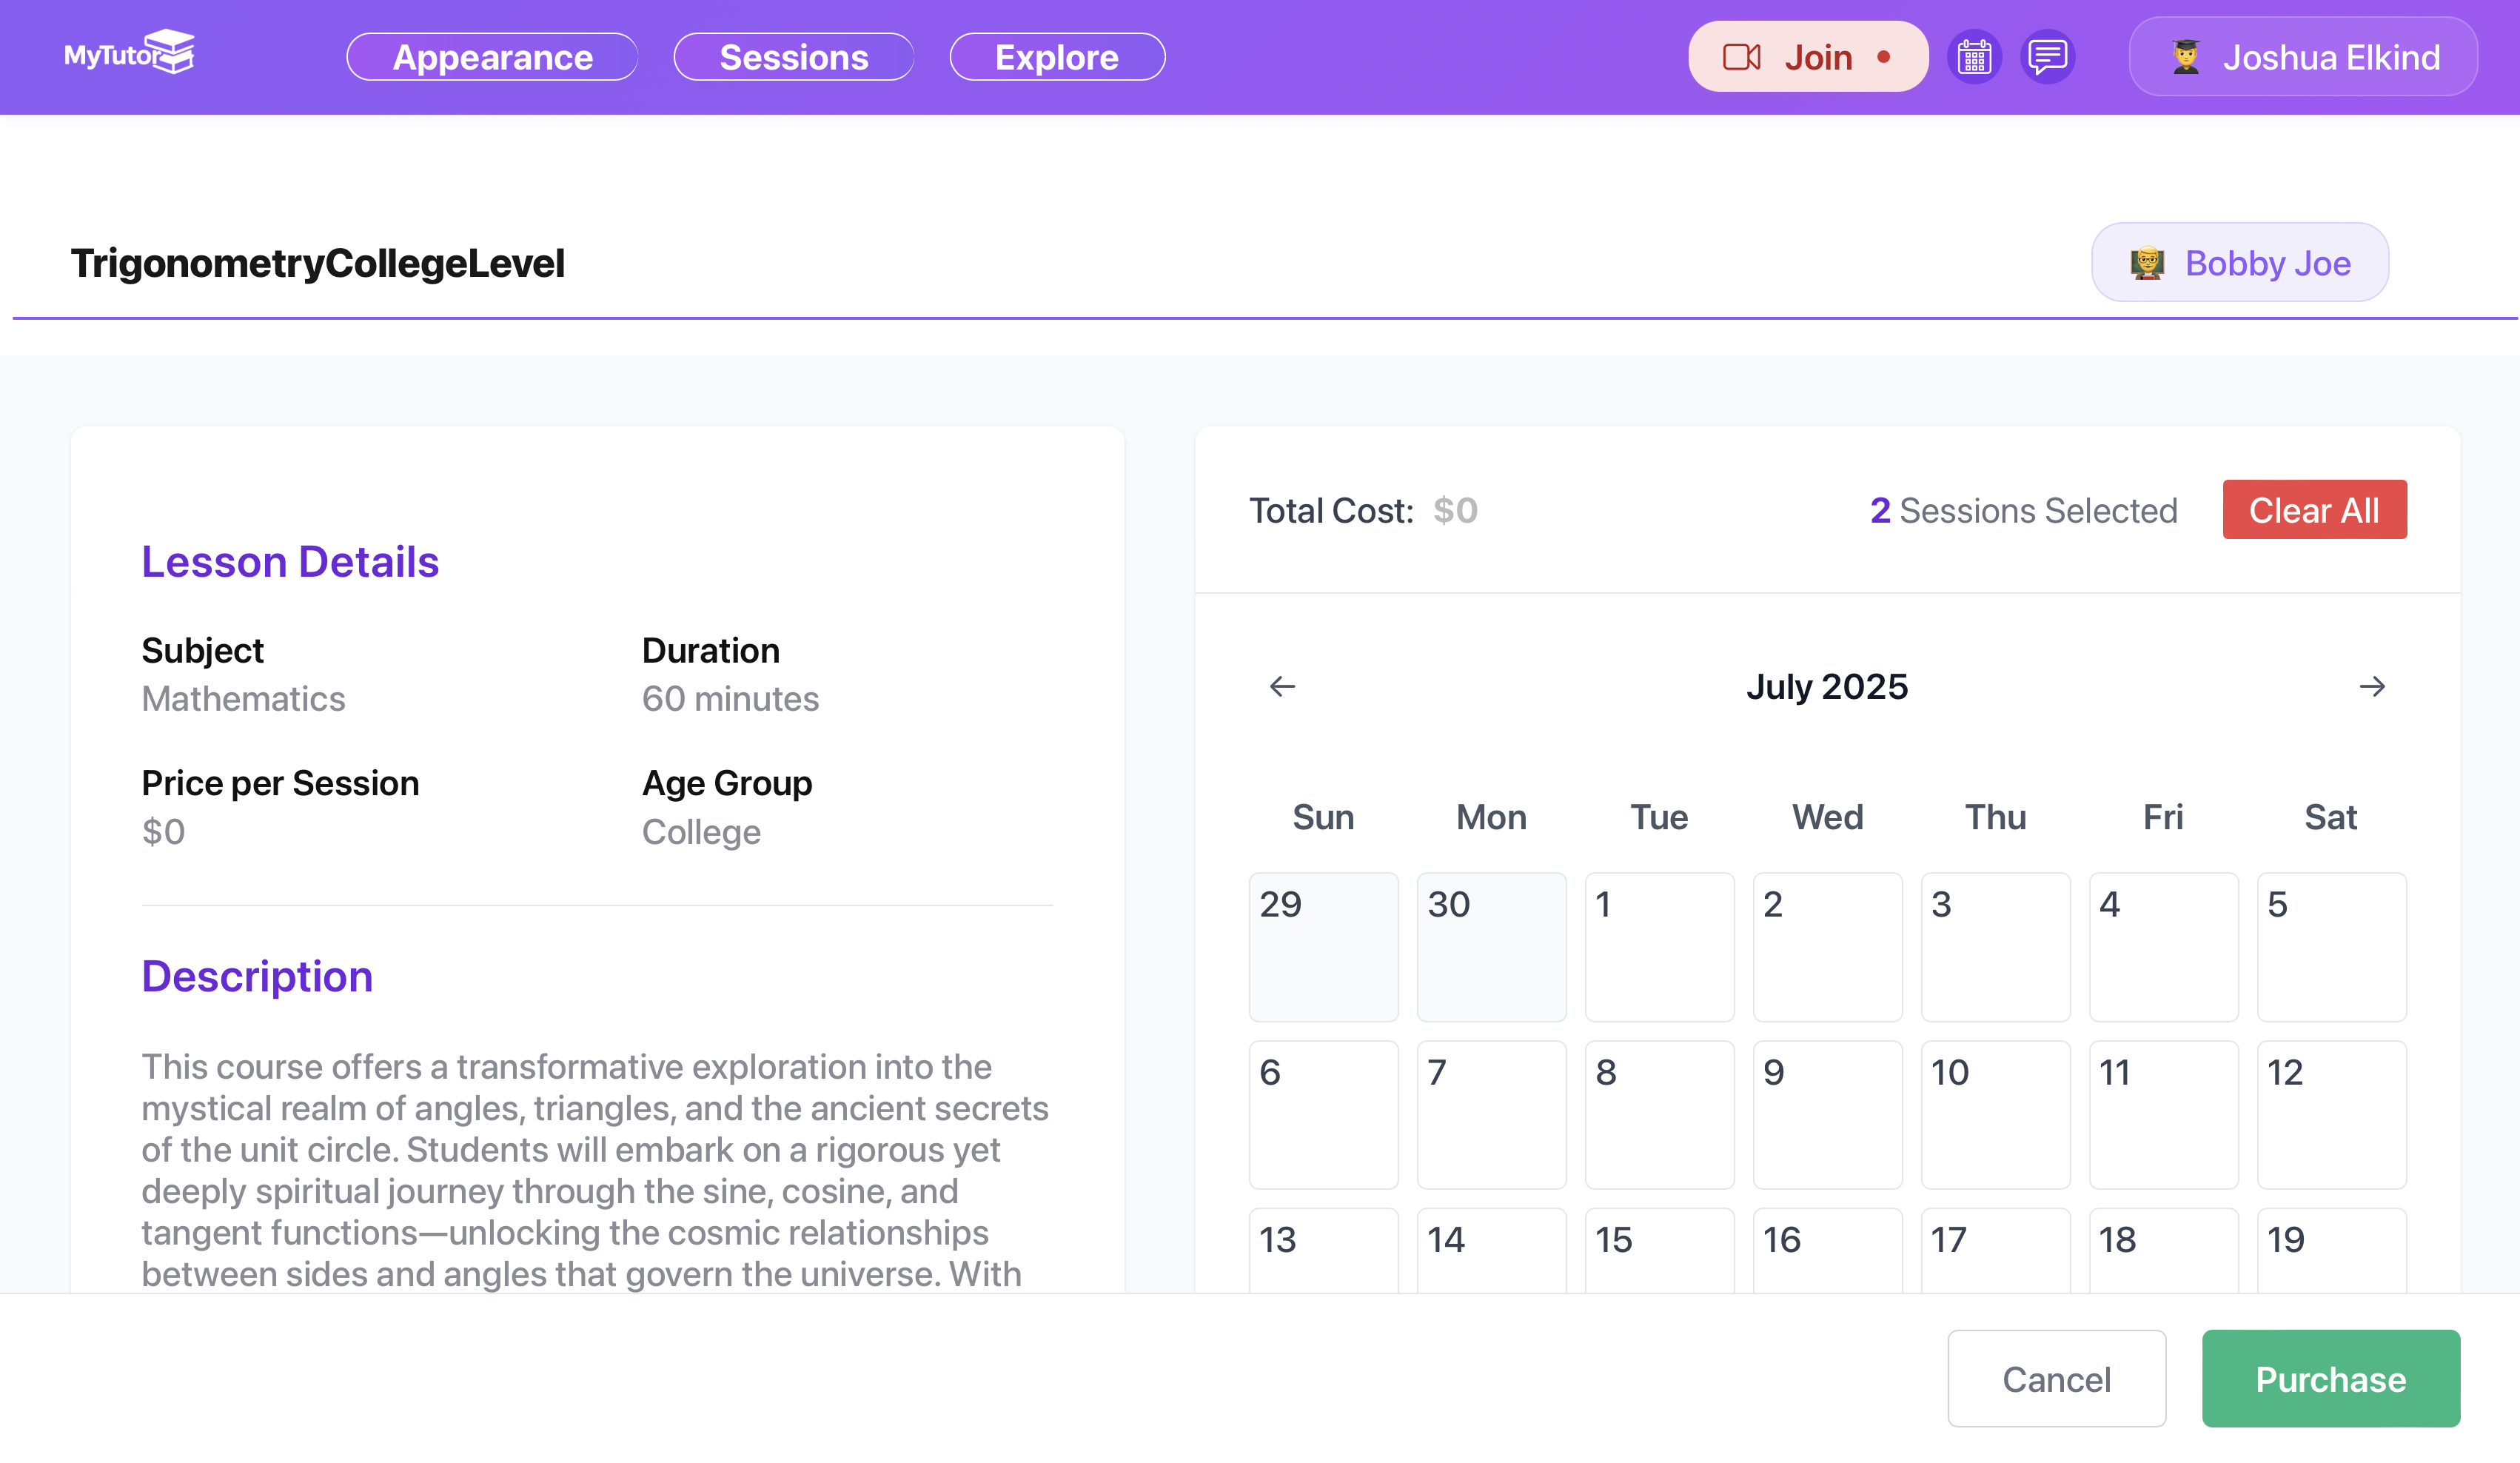 MyTutor
Appearance
Sessions
Explore
Join
Joshua Elkind
TrigonometryCollegeLevel
Bobby Joe
Lesson Details
Subject
Mathematics
Duration
60 minutes
Price per Session
$0
Age Group
College
Description
This course offers a transformative exploration into the
mystical realm of angles, triangles, and the ancient secrets
of the unit circle. Students will embark on a rigorous yet
deeply spiritual journey through the sine, cosine, and
tangent functions—unlocking the cosmic relationships
between sides and angles that govern the universe. With
Total Cost: $0
2 Sessions Selected
Clear All
July 2025
Sun Mon Tue Wed Thu Fri Sat
29 30 1 2 3 4 5
6 7 8 9 10 11 12
13 14 15 16 17 18 19
Cancel
Purchase